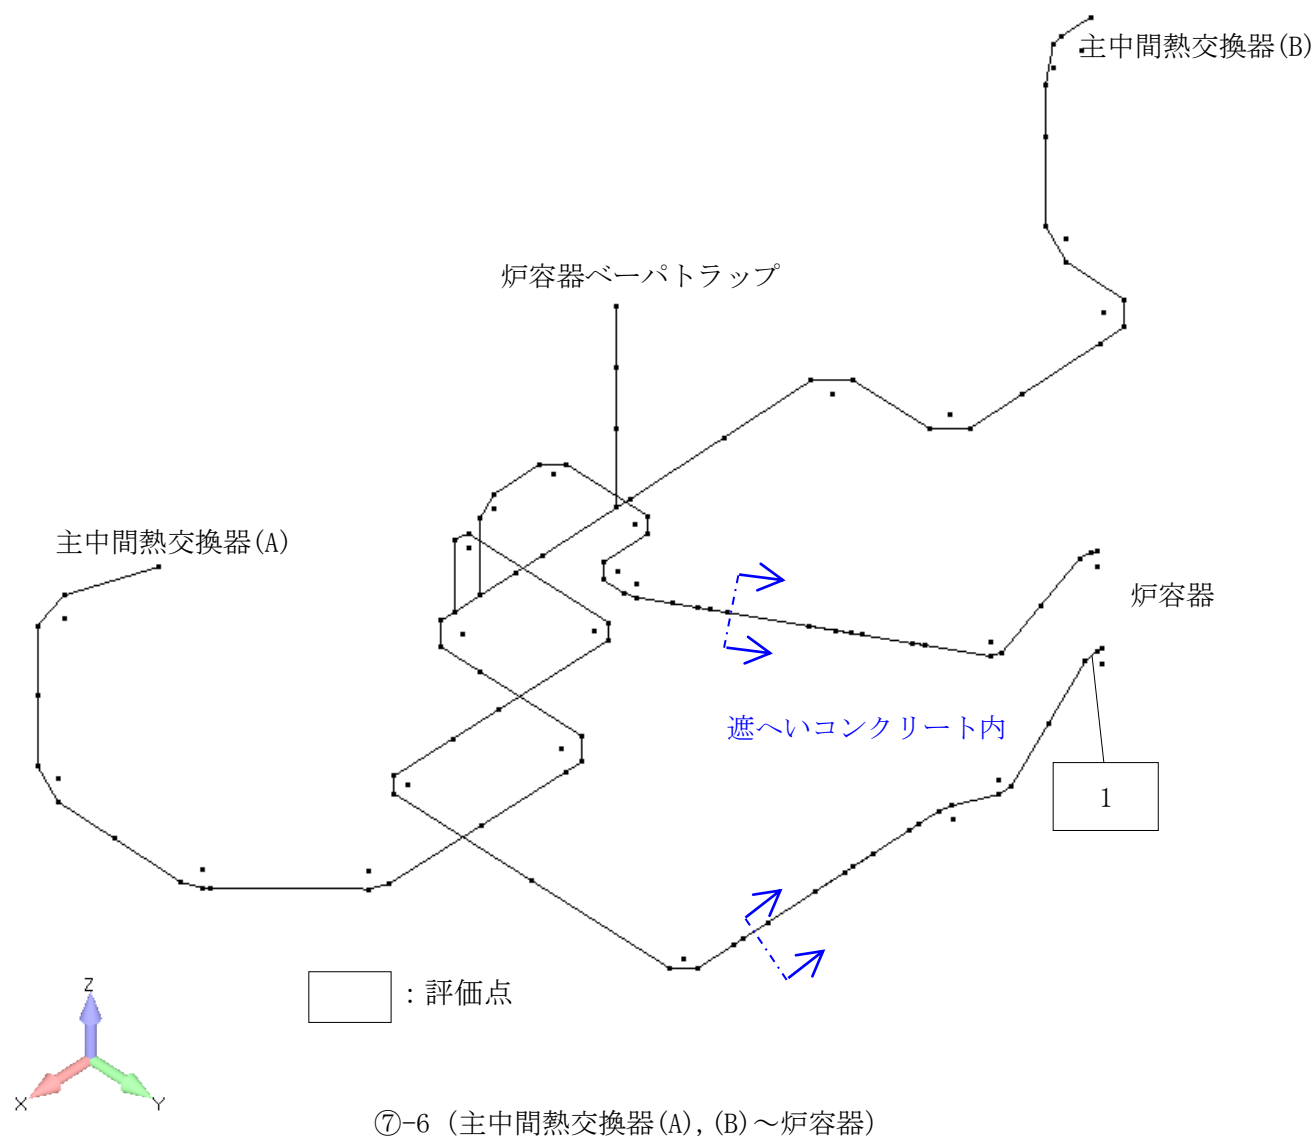 主中間熱交換器(B)
炉容器ベーパトラップ
主中間熱交換器(A)
炉容器
遮へいコンクリート内
1
:評価点
Z
X
Y
⑦-6 (主中間熱交換器(A),(B)～炉容器)